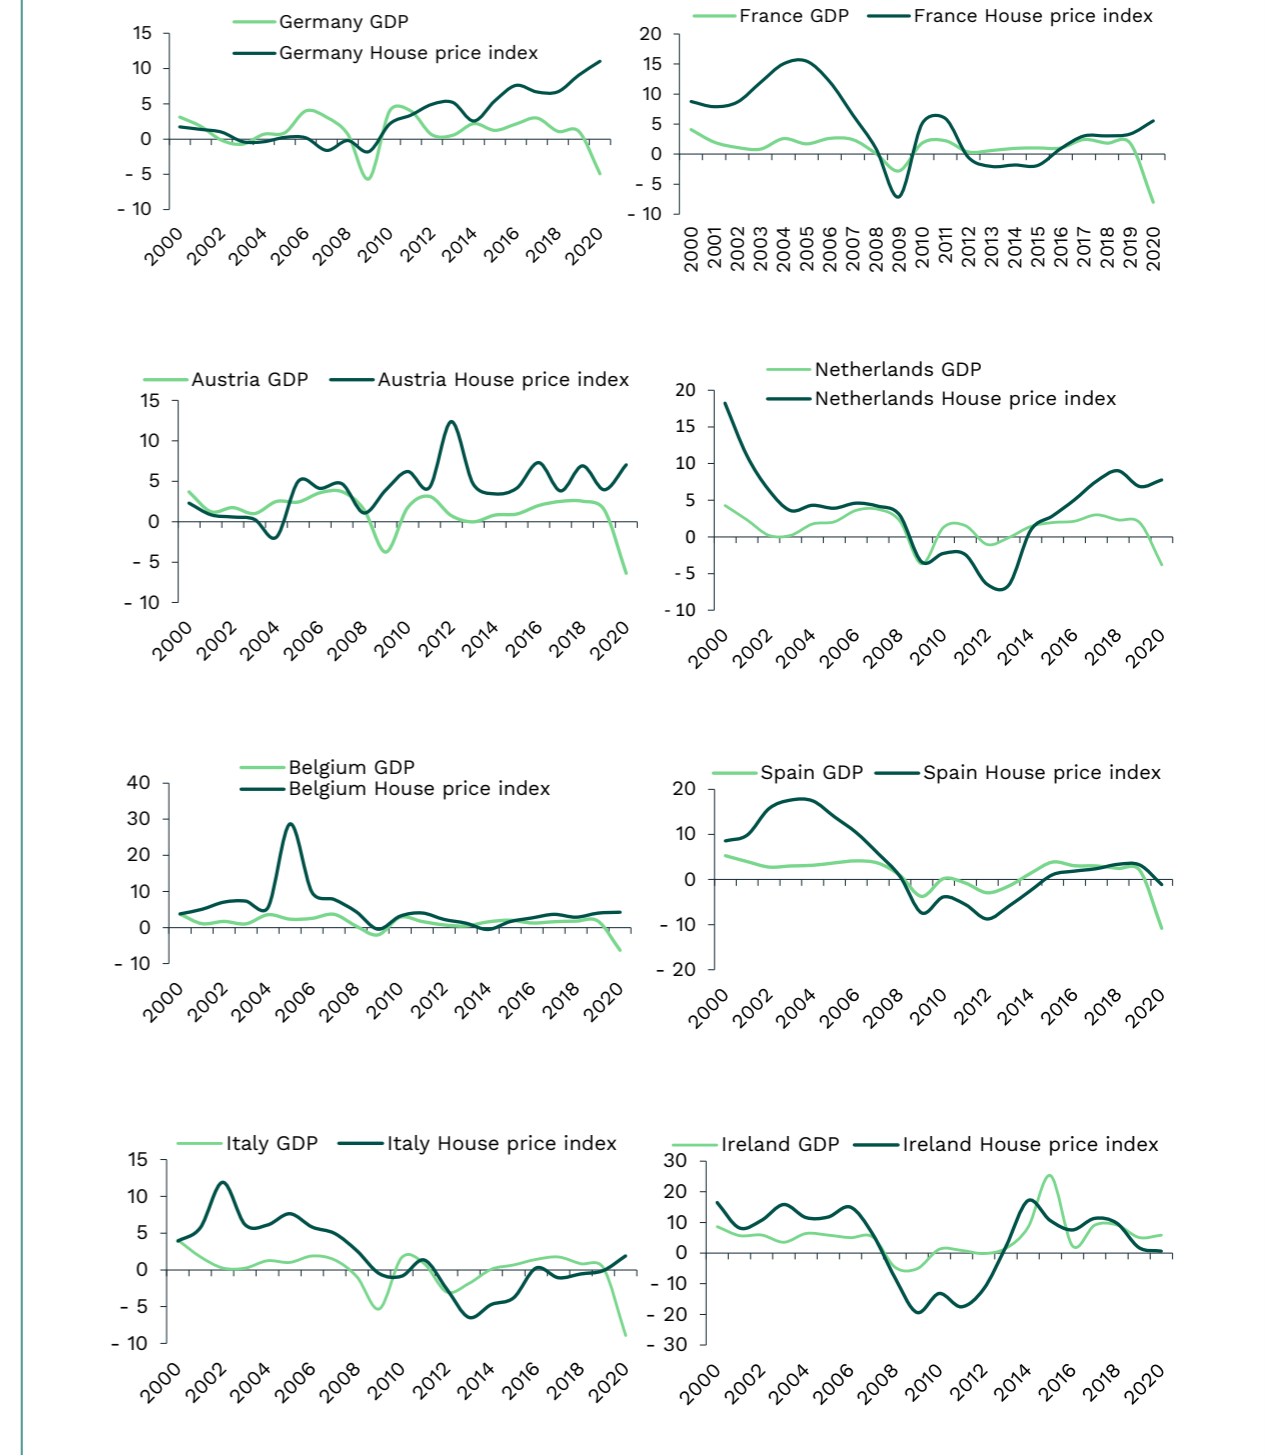 Germany GDP
Germany House price index
15
10
5
0
- 5
- 10
2000 2002 2004 2006 2008 2010 2012 2014 2016 2018 2020
France GDP France House price index
20
15
10
5
0
- 5
- 10
2000 2001 2002 2003 2004 2005 2006 2007 2008 2009 2010 2011 2012 2013 2014 2015 2016 2017 2018 2019 2020
Austria GDP Austria House price index
15
10
5
0
- 5
- 10
2000 2002 2004 2006 2008 2010 2012 2014 2016 2018 2020
Netherlands GDP
Netherlands House price index
20
15
10
5
0
- 5
- 10
2000 2002 2004 2006 2008 2010 2012 2014 2016 2018 2020
Belgium GDP
Belgium House price index
40
30
20
10
0
- 10
2000 2002 2004 2006 2008 2010 2012 2014 2016 2018 2020
Spain GDP Spain House price index
20
10
0
- 10
- 20
2000 2002 2004 2006 2008 2010 2012 2014 2016 2018 2020
Italy GDP Italy House price index
15
10
5
0
- 5
- 10
2000 2002 2004 2006 2008 2010 2012 2014 2016 2018 2020
Ireland GDP Ireland House price index
30
20
10
0
- 10
- 20
- 30
2000 2002 2004 2006 2008 2010 2012 2014 2016 2018 2020